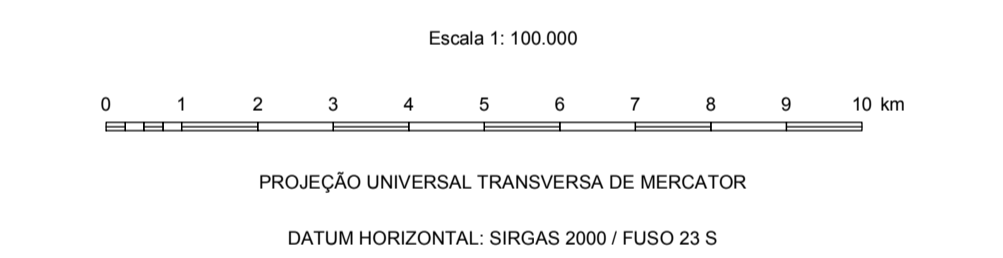 Escala 1: 100.000
0 1 2 3 4 5 6 7 8 9 10 km
PROJEÇÃO UNIVERSAL TRANSVERSA DE MERCATOR
DATUM HORIZONTAL: SIRGAS 2000 / FUSO 23 S